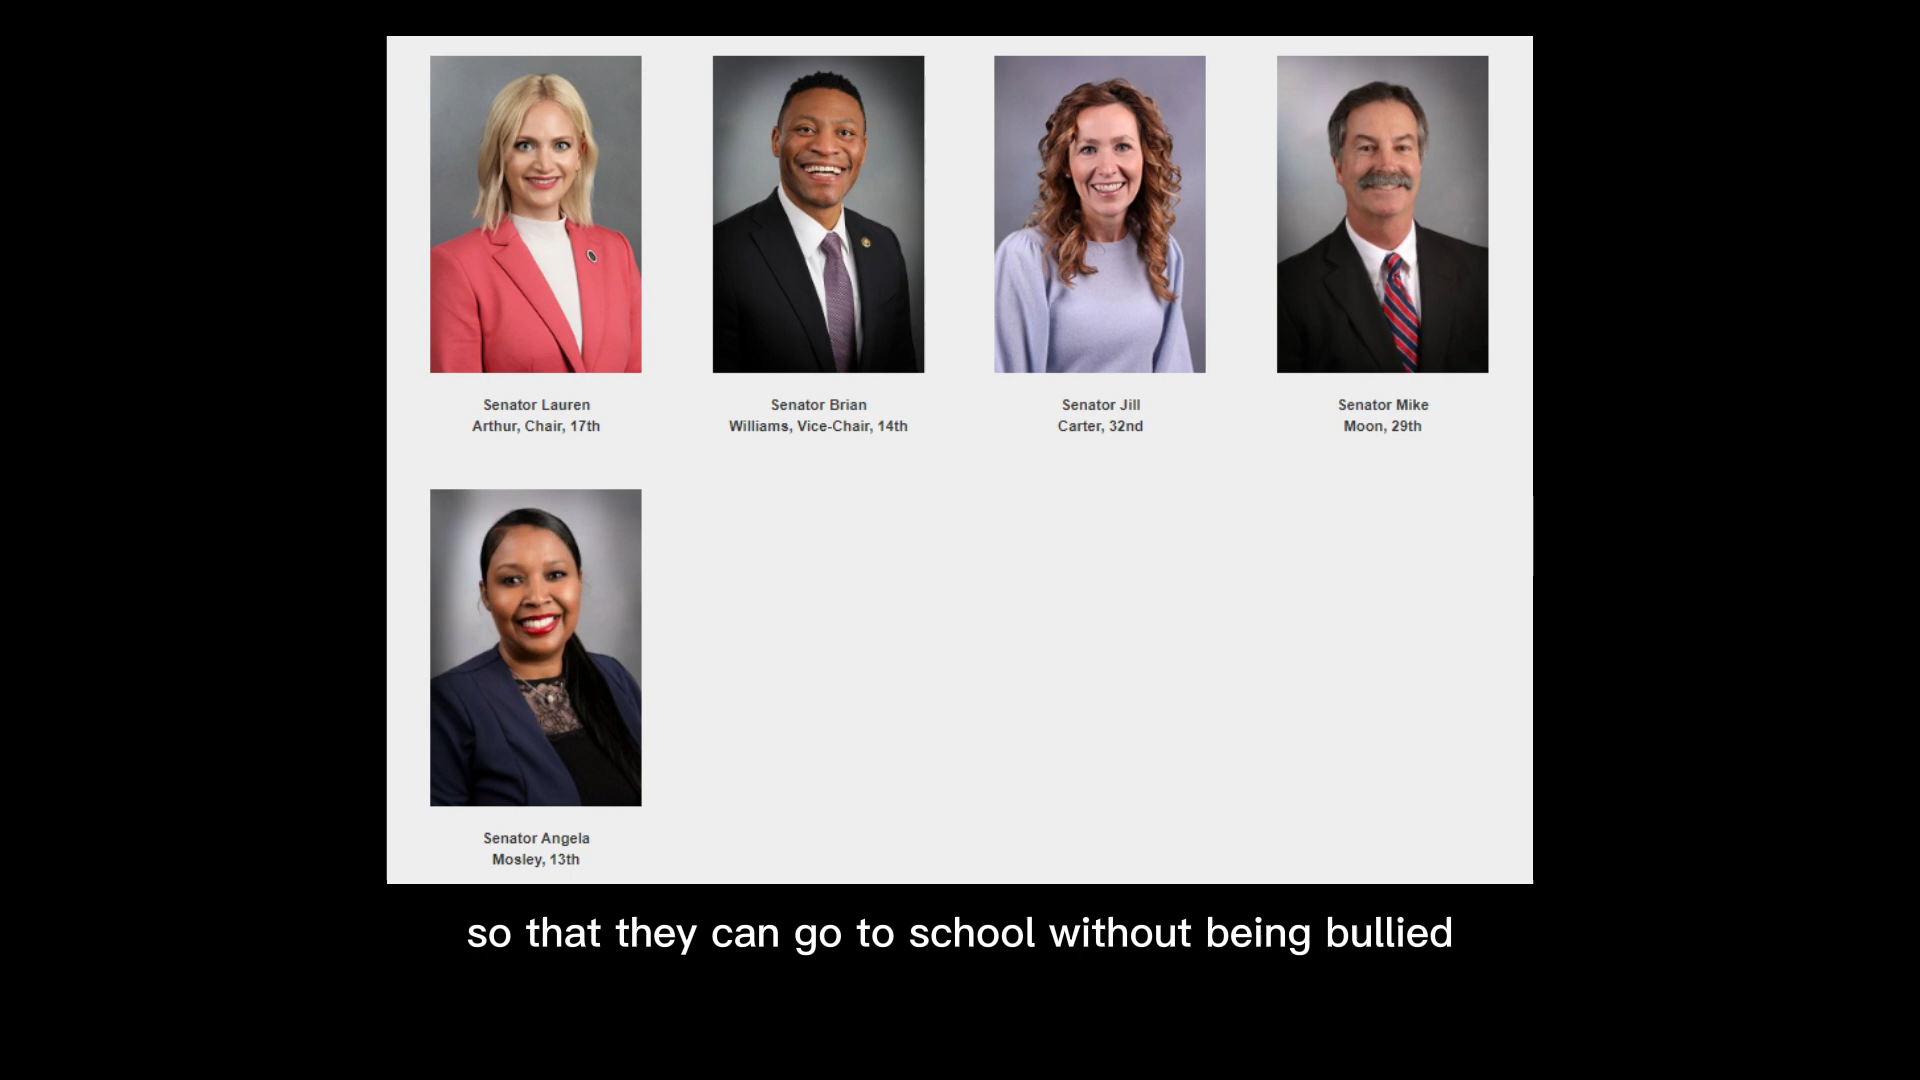 Senator Lauren
Arthur, Chair, 17th
Senator Brian
Williams, Vice-Chair, 14th
Senator Jill
Carter, 32nd
Senator Mike
Moon, 29th
Senator Angela
Mosley, 13th
so that they can go to school without being bullied